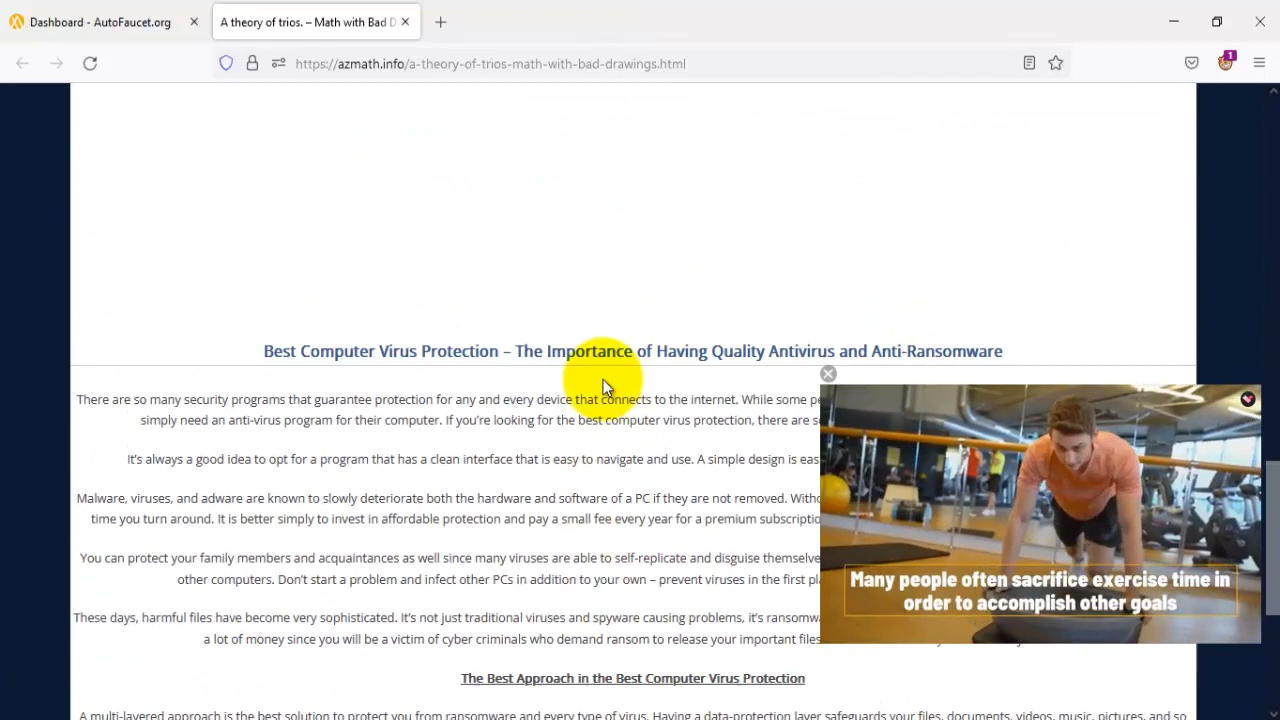 Dashboard - AutoFaucet.org
A theory of trios. – Math with Bad D
https://azmath.info/a-theory-of-trios-math-with-bad-drawings.html
1
Best Computer Virus Protection – The Importance of Having Quality Antivirus and Anti-Ransomware
There are so many security programs that guarantee protection for any and every device that connects to the internet. While some pe
simply need an anti-virus program for their computer. If you're looking for the best computer virus protection, there are se
It's always a good idea to opt for a program that has a clean interface that is easy to navigate and use. A simple design is eas
Malware, viruses, and adware are known to slowly deteriorate both the hardware and software of a PC if they are not removed. Witho
time you turn around. It is better simply to invest in affordable protection and pay a small fee every year for a premium subscriptio
You can protect your family members and acquaintances as well since many viruses are able to self-replicate and disguise themselve
other computers. Don't start a problem and infect other PCs in addition to your own – prevent viruses in the first pla
These days, harmful files have become very sophisticated. It's not just traditional viruses and spyware causing problems, it's ransomwa
a lot of money since you will be a victim of cyber criminals who demand ransom to release your important files
Many people often sacrifice exercise time in
order to accomplish other goals
The Best Approach in the Best Computer Virus Protection
A multi-layered approach is the best solution to protect you from ransomware and every type of virus. Having a data-protection layer safeguards your files, documents, videos, music, pictures, and so